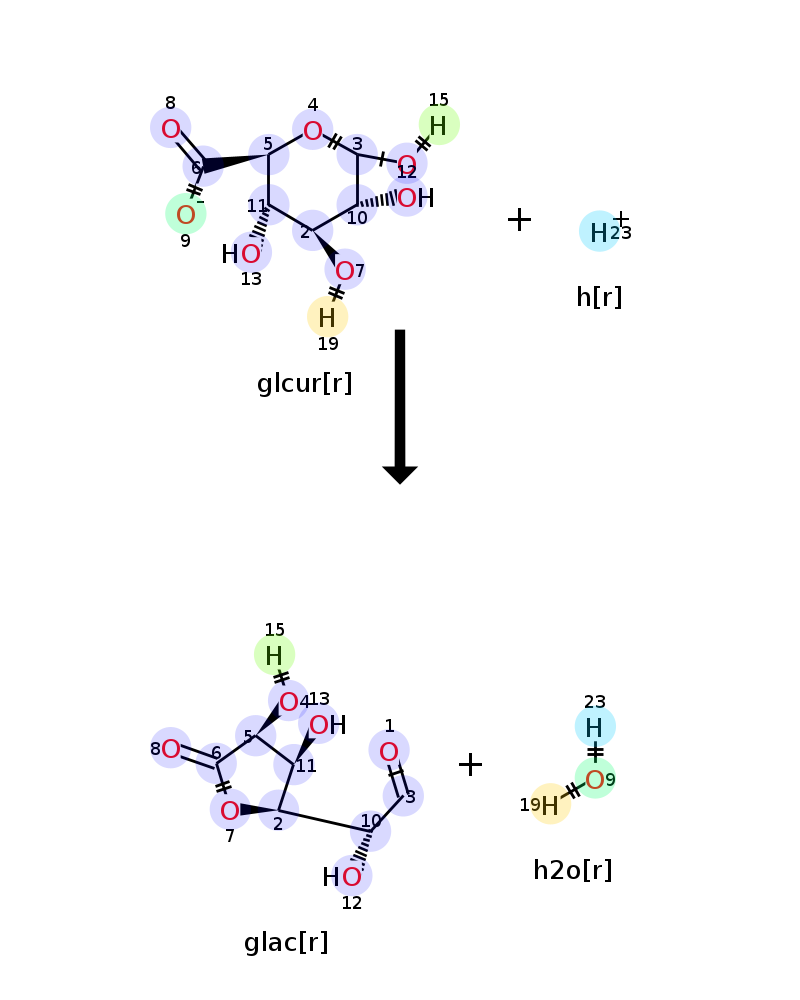 15
8 4 H
O O 5 3 O
6 12
O - 11 10 OH
9 2
HO O 7
13
H
19
glcur[r]
+
H + 23
h[r]
15
H
O 4 13
OH
5
8 O 6 11
O 2
7
1
O
3
10
HO
12
glac[r]
+
23
H
O 9
19 H
h2o[r]